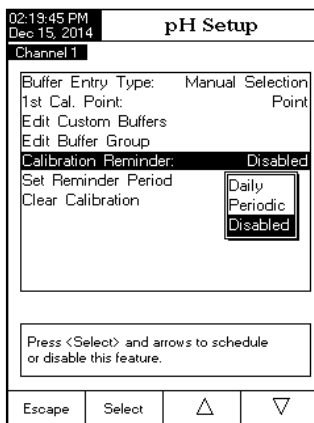 02:19:45 PM
Dec 15, 2014
pH Setup
Channel 1
Buffer Entry Type: Manual Selection
1st Cal. Point: Point
Edit Custom Buffers
Edit Buffer Group
Calibration Reminder: Disabled
Set Reminder Period
Clear Calibration
Daily
Periodic
Disabled
Press <Select> and arrows to schedule
or disable this feature.
Escape Select △ ▽